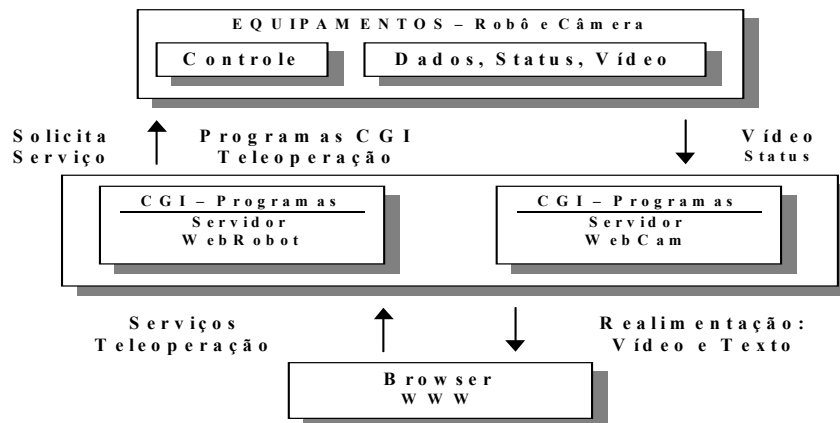 EQUIPAMENTOS – Robô e Câmera
Controle
Dados, Status, Vídeo
Solicita
Serviço
Programas CGI
Teleoperação
Vídeo
Status
CGI – Programas
Servidor
WebRobot
CGI – Programas
Servidor
WebCam
Serviços
Teleoperação
Realimentação:
Vídeo e Texto
Browser
WWW